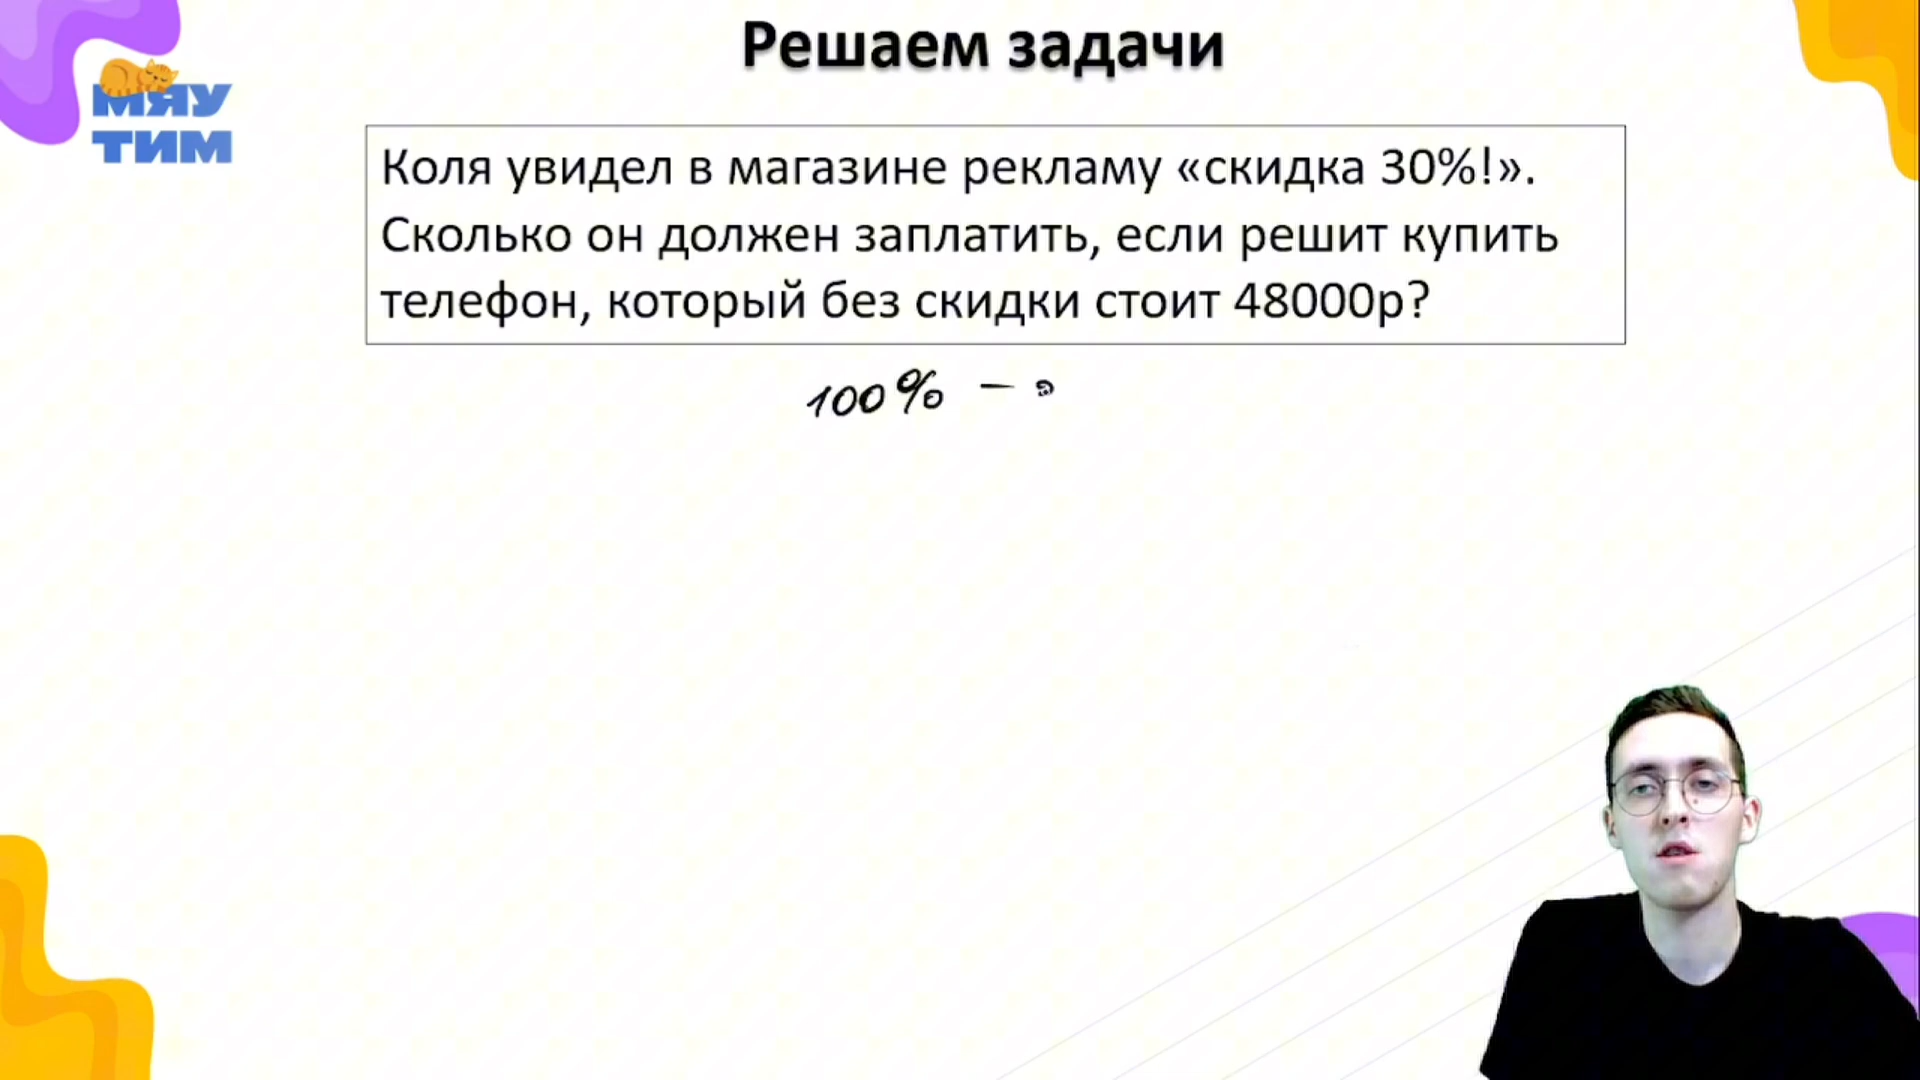 Решаем задачи
МЯУ
ТИМ
Коля увидел в магазине рекламу «скидка 30%!».
Сколько он должен заплатить, если решит купить
телефон, который без скидки стоит 48000р?
100% –